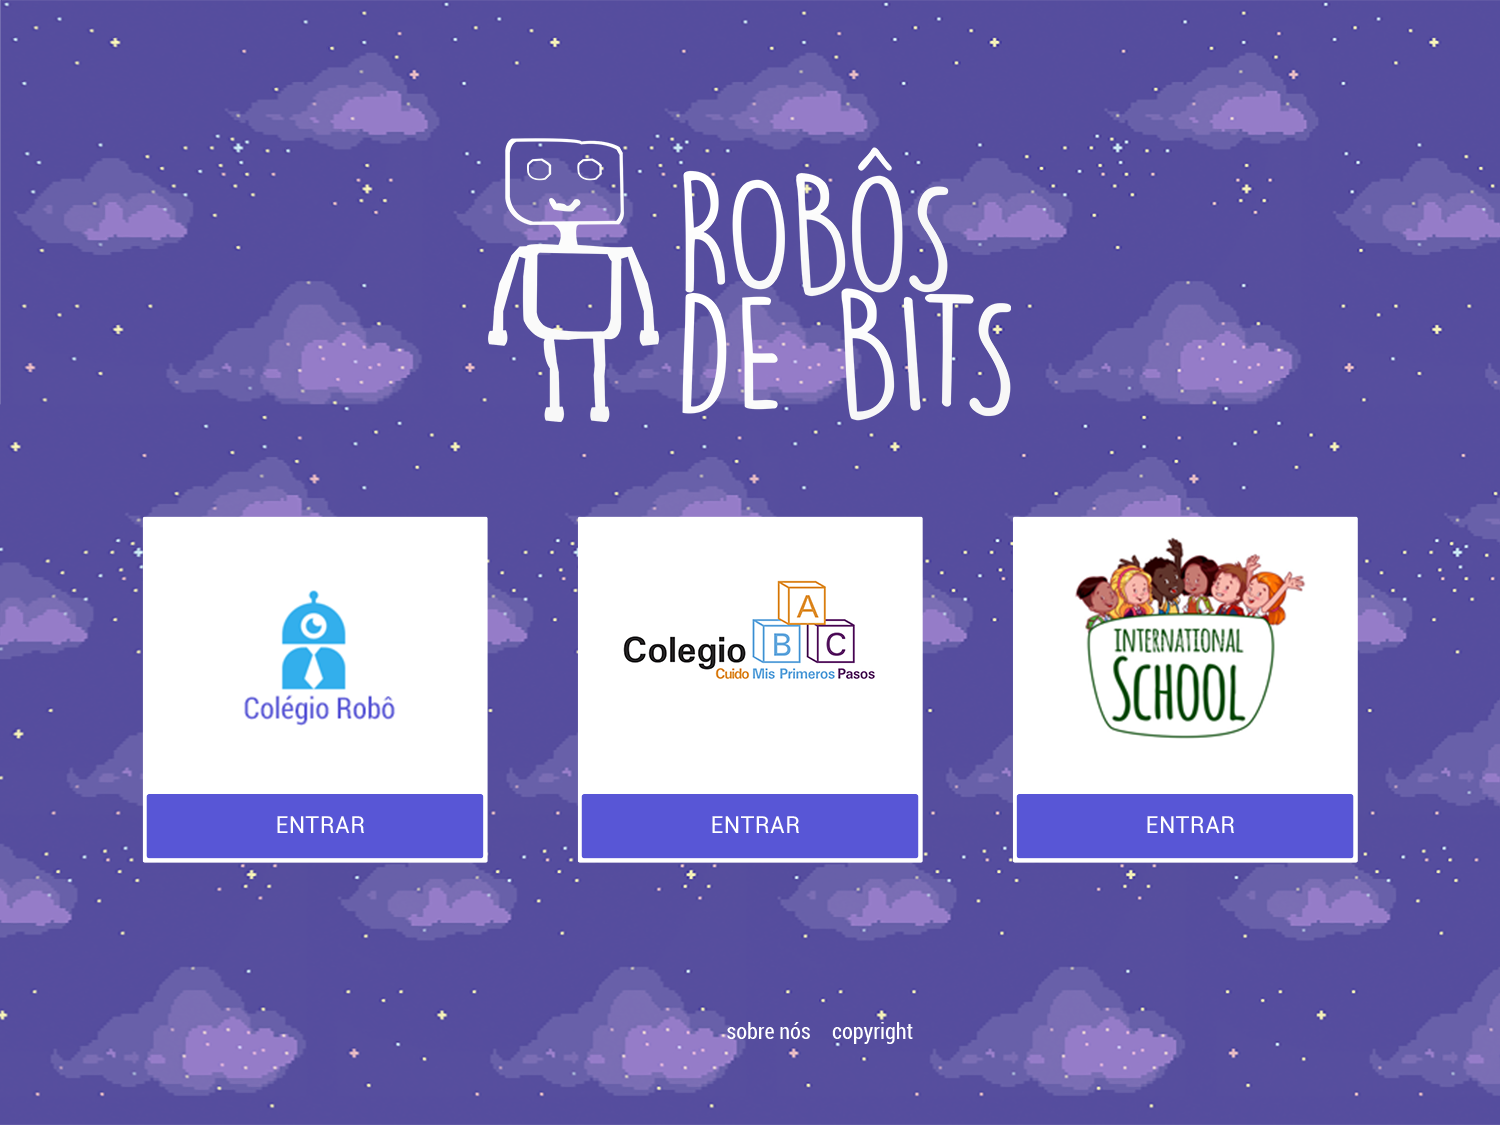 ROBÔS
DE BITS
Colégio Robô
ENTRAR
A
Colegio B C
Cuido Mis Primeros Pasos
ENTRAR
INTERNATIONAL
SCHOOL
ENTRAR
sobre nós copyright